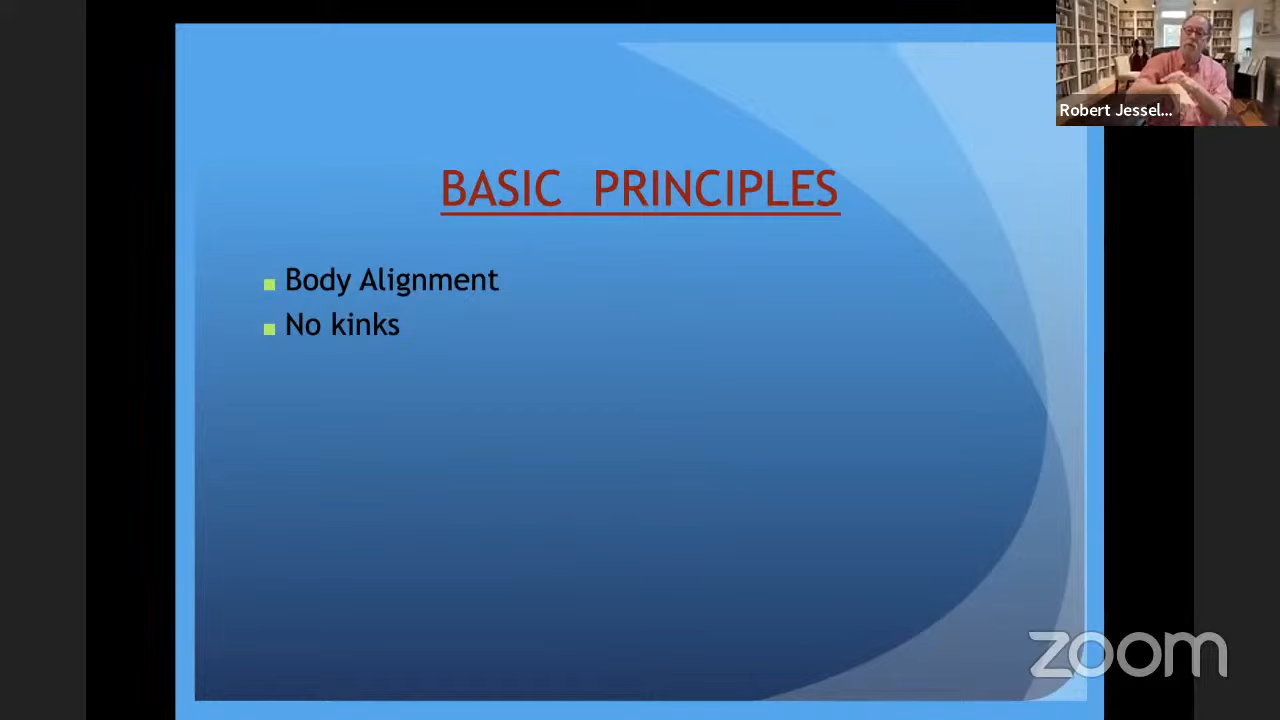 Robert Jessel...
BASIC PRINCIPLES
Body Alignment
No kinks
zoom